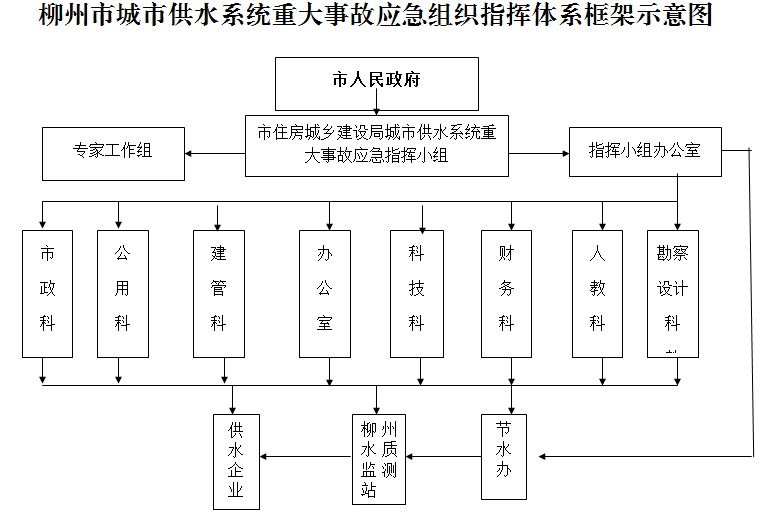 柳州市城市供水系统重大事故应急组织指挥体系框架示意图
市人民政府
市住房城乡建设局城市供水系统重
大事故应急指挥小组
专家工作组
指挥小组办公室
市政科
公用科
建管科
办公室
科技科
财务科
人教科
勘察
设计
科
供水企业
柳州
水质
监测
站
节水办